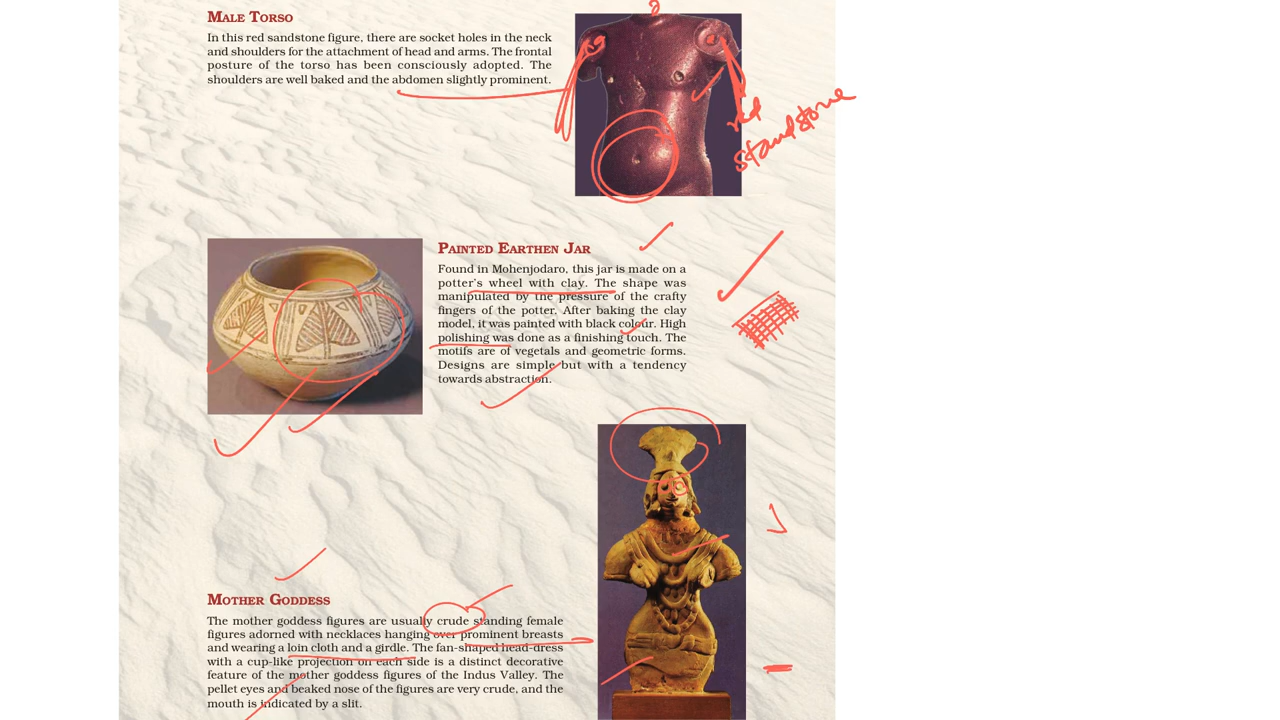 MALE TORSO
In this red sandstone figure, there are socket holes in the neck
and shoulders for the attachment of head and arms. The frontal
posture of the torso has been consciously adopted. The
shoulders are well baked and the abdomen slightly prominent.
red
standstone
PAINTED EARTHEN JAR
Found in Mohenjodaro, this jar is made on a
potter's wheel with clay. The shape was
manipulated by the pressure of the crafty
fingers of the potter. After baking the clay
model, it was painted with black colour. High
polishing was done as a finishing touch. The
motifs are of vegetals and geometric forms.
Designs are simple but with a tendency
towards abstraction.
MOTHER GODDESS
The mother goddess figures are usually crude standing female
figures adorned with necklaces hanging over prominent breasts
and wearing a loin cloth and a girdle. The fan-shaped head-dress
with a cup-like projection on each side is a distinct decorative
feature of the mother goddess figures of the Indus Valley. The
pellet eyes and beaked nose of the figures are very crude, and the
mouth is indicated by a slit.